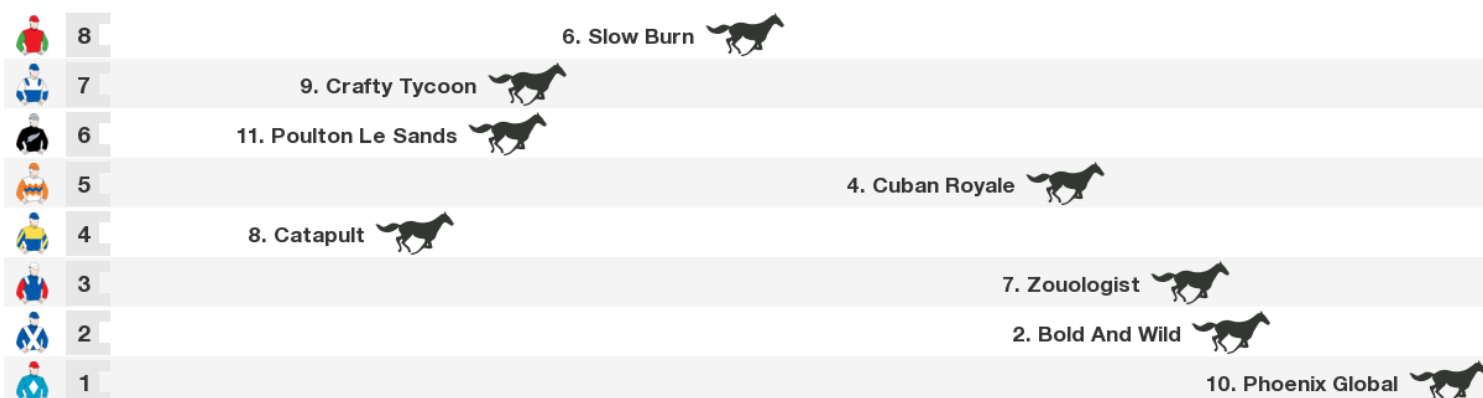 8 6. Slow Burn
7 9. Crafty Tycoon
6 11. Poulton Le Sands
5 4. Cuban Royale
4 8. Catapult
3 7. Zouologist
2 2. Bold And Wild
1 10. Phoenix Global